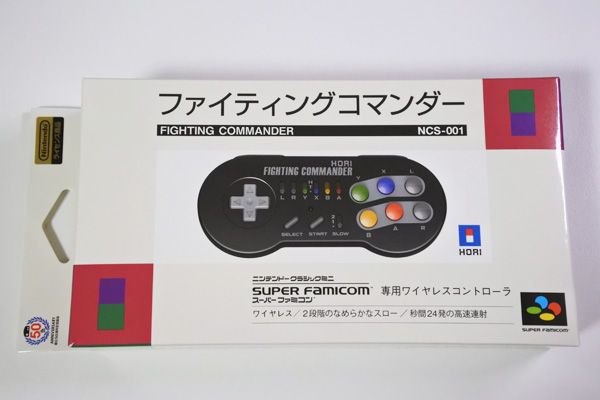 ファイティングコマンダー
FIGHTING COMMANDER NCS-001
HORI
FIGHTING COMMANDER
L R Y X B A
H
Y X L
B A R
2 1
SELECT START SLOW
HORI
ニンテンドークラシックミニ
SUPER FAMICOM 専用ワイヤレスコントローラ
スーパーファミコン
ワイヤレス/2段階のなめらかなスロー/秒間24発の高速連射
SUPER FAMICOM
Nintendo
ライセンス商品
50th
ANNIVERSARY